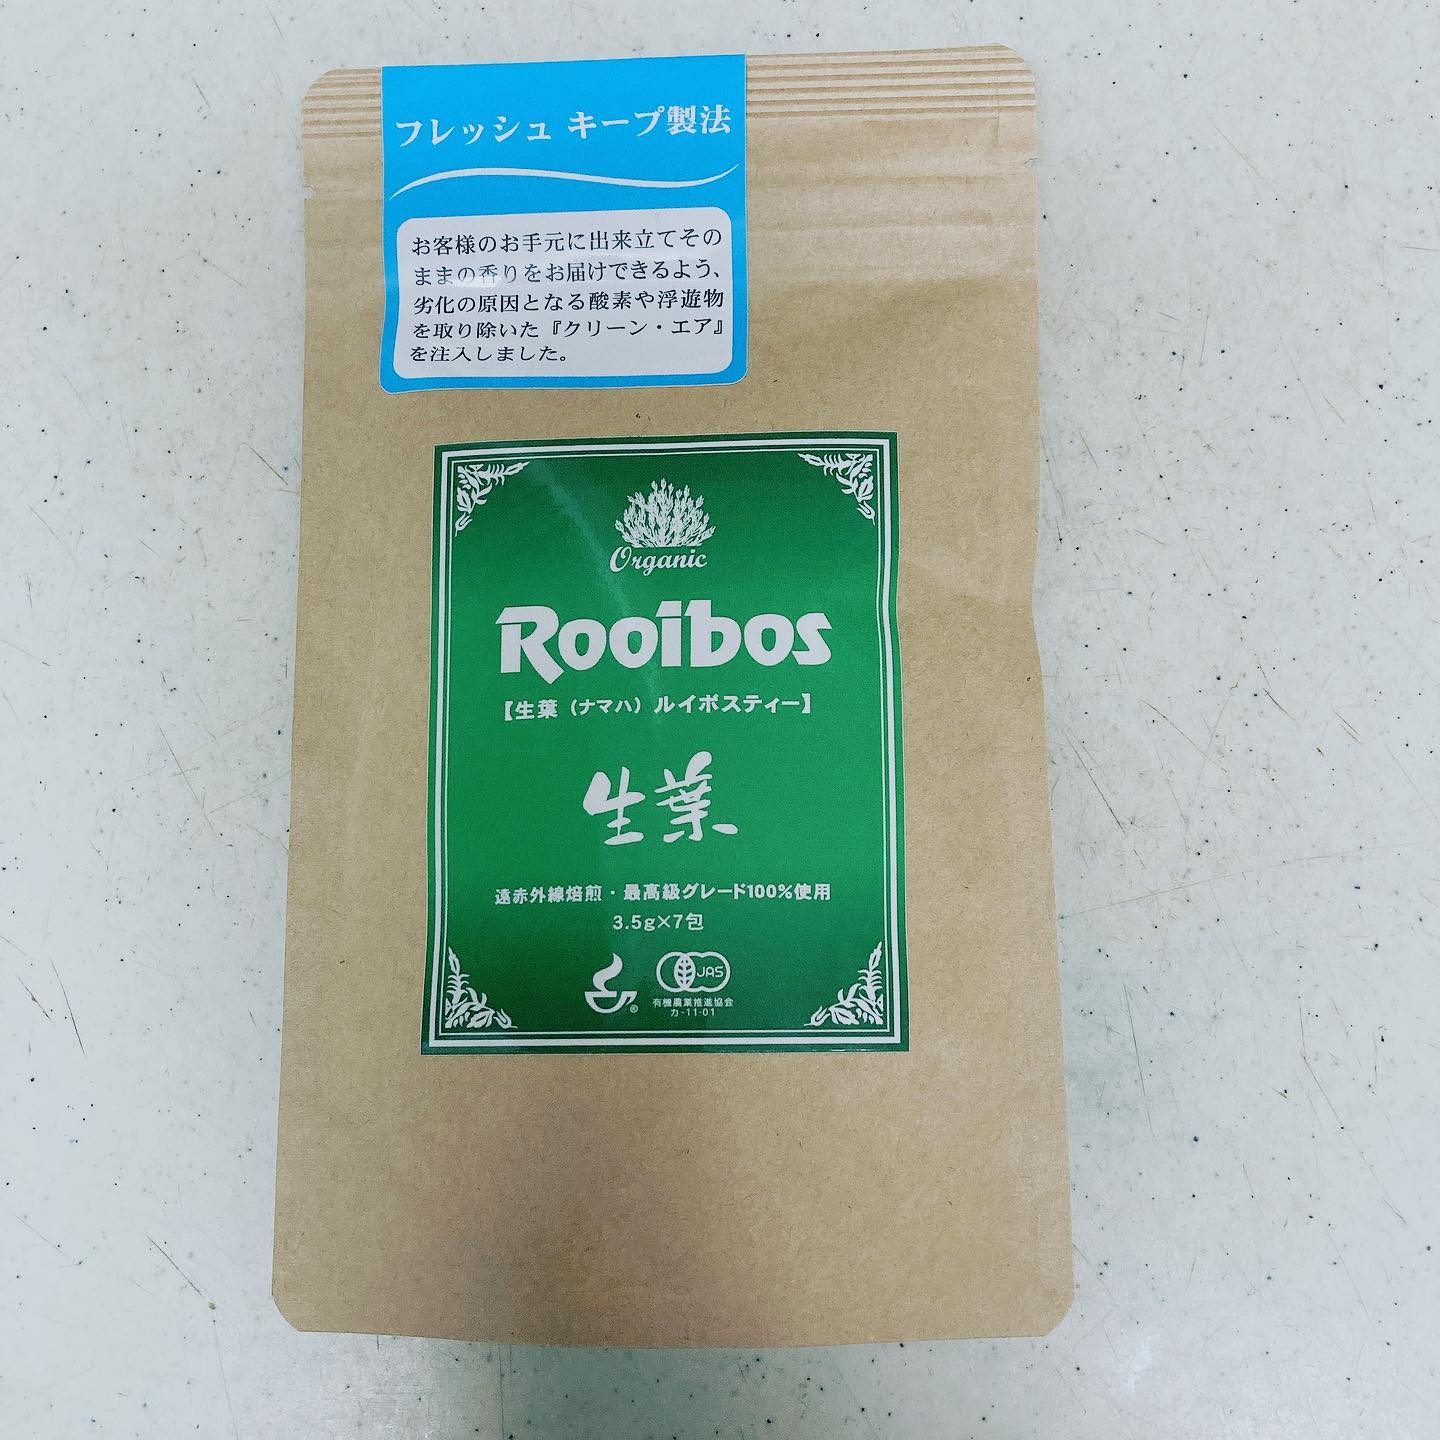 フレッシュ キープ製法
お客様のお手元に出来立てその
ままの香りをお届けできるよう、
劣化の原因となる酸素や浮遊物
を取り除いた『クリーン・エア』
を注入しました。
Organic
Rooibos
【生葉（ナマハ）ルイボスティー】
生葉
遠赤外線焙煎・最高級グレード100%使用
3.5g×7包
® JAS
有機農業推進協会
カ-11・01